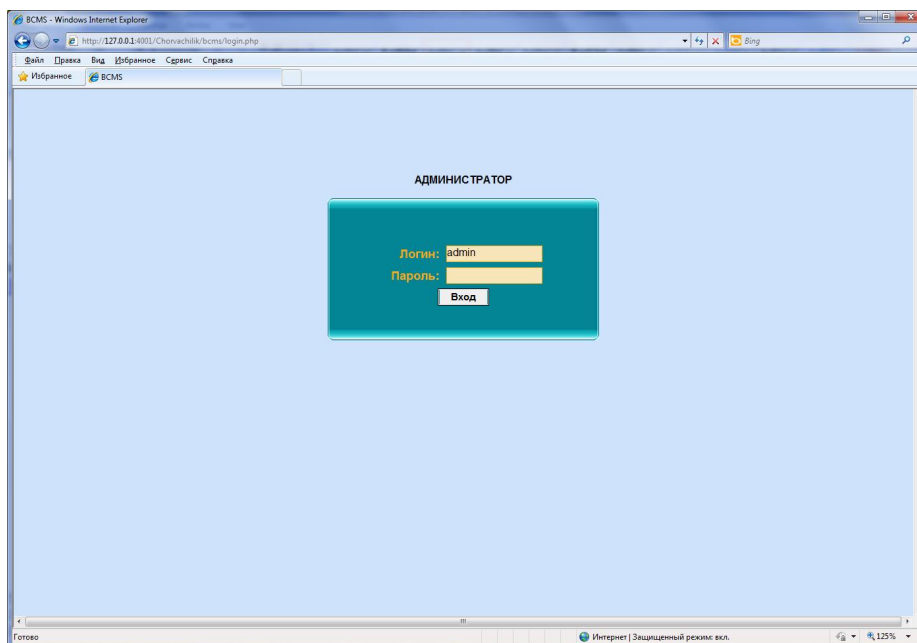 BCMS - Windows Internet Explorer
http://127.0.0.1:4001/Chorvachilik/bcms/login.php
Bing
Файл Правка Вид Избранное Сервис Справка
Избранное BCMS
АДМИНИСТРАТОР
Логин: admin
Пароль:
Вход
Готово
Интернет | Защищенный режим: вкл.
125%